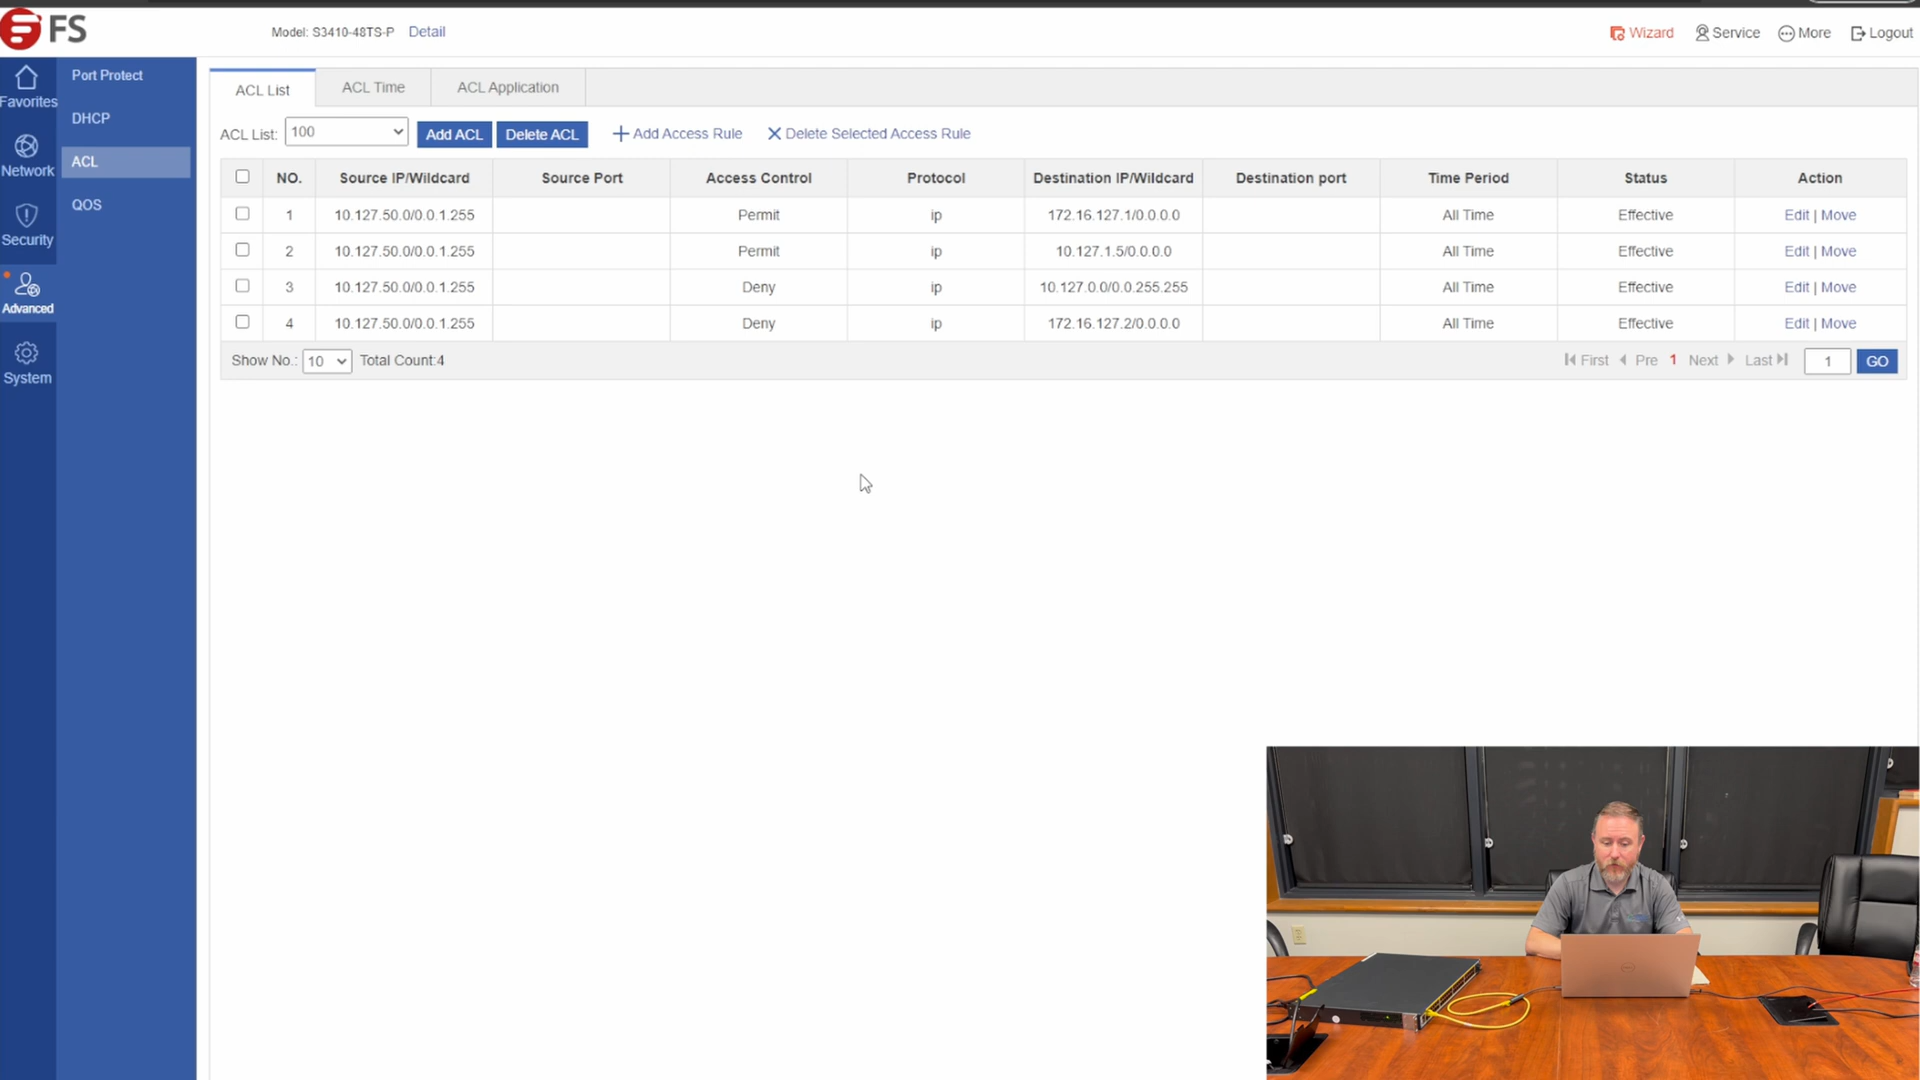 FS
Model: S3410-48TS-P Detail
Wizard Service More Logout
Favorites
Network
Security
Advanced
System
Port Protect
DHCP
ACL
QOS
ACL List ACL Time ACL Application
ACL List: 100 Add ACL Delete ACL Add Access Rule Delete Selected Access Rule
NO. Source IP/Wildcard Source Port Access Control Protocol Destination IP/Wildcard Destination port Time Period Status Action
1 10.127.50.0/0.0.1.255 Permit ip 172.16.127.1/0.0.0.0 All Time Effective Edit | Move
2 10.127.50.0/0.0.1.255 Permit ip 10.127.1.5/0.0.0.0 All Time Effective Edit | Move
3 10.127.50.0/0.0.1.255 Deny ip 10.127.0.0/0.0.255.255 All Time Effective Edit | Move
4 10.127.50.0/0.0.1.255 Deny ip 172.16.127.2/0.0.0.0 All Time Effective Edit | Move
Show No.: 10 Total Count:4 First Pre 1 Next Last 1 GO